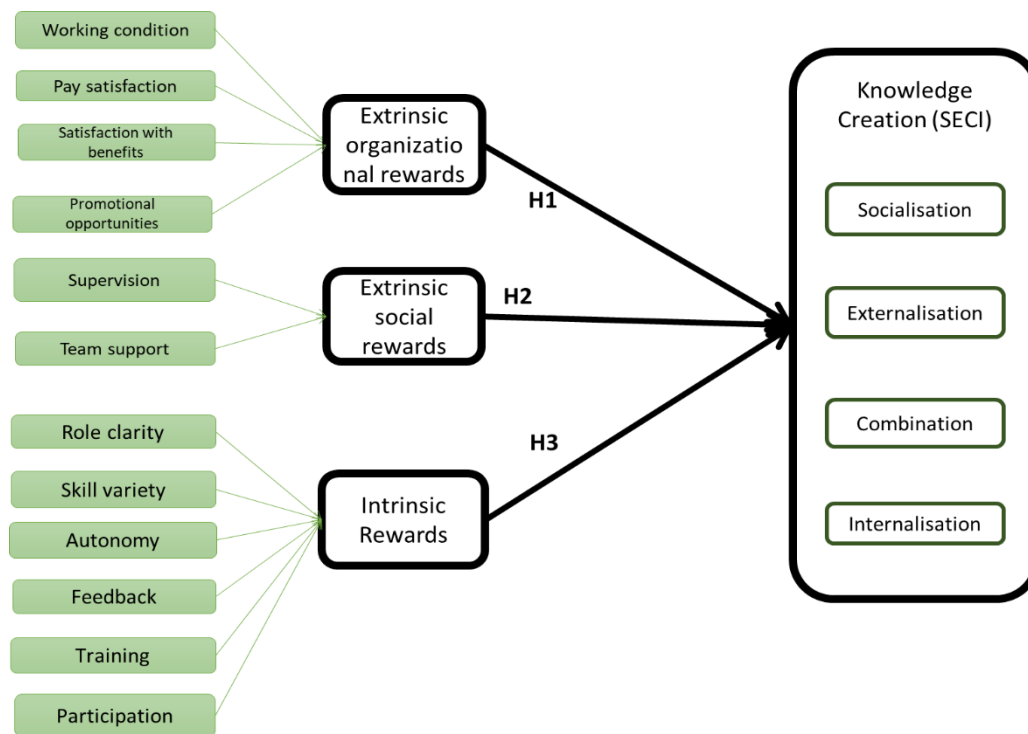 Working condition
Pay satisfaction
Satisfaction with
benefits
Promotional
opportunities
Supervision
Team support
Role clarity
Skill variety
Autonomy
Feedback
Training
Participation
Extrinsic
organizatio
nal rewards
Extrinsic
social
rewards
Intrinsic
Rewards
H1
H2
H3
Knowledge
Creation (SECI)
Socialisation
Externalisation
Combination
Internalisation